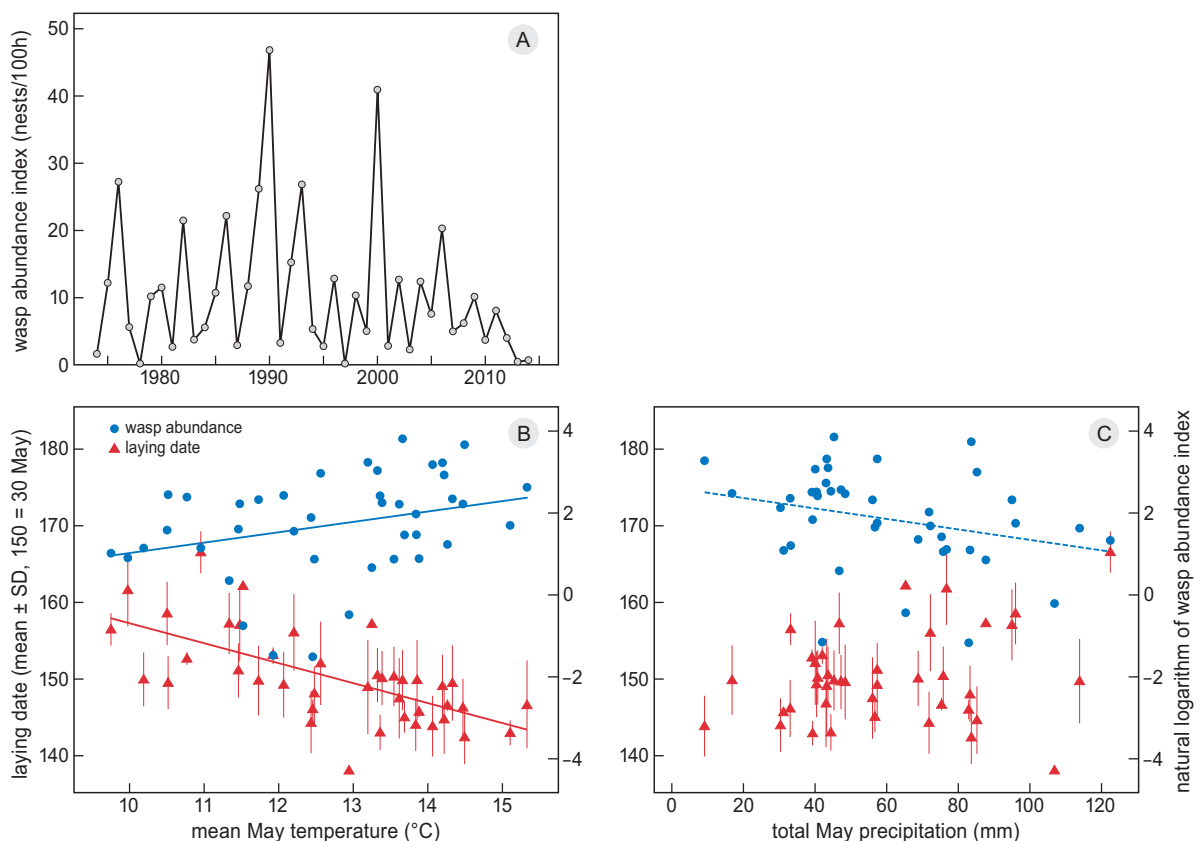 A
wasp abundance index (nests/100h)
50
40
30
20
10
0
1980 1990 2000 2010
B
wasp abundance
laying date
laying date (mean ± SD, 150 = 30 May)
180
170
160
150
140
4
2
0
–2
–4
10 11 12 13 14 15
mean May temperature (°C)
C
180
170
160
150
140
4
2
0
–2
–4
natural logarithm of wasp abundance index
0 20 40 60 80 100 120
total May precipitation (mm)